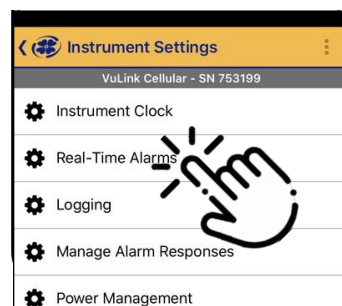 Instrument Settings
VuLink Cellular - SN 753199
Instrument Clock
Real-Time Alarms
Logging
Manage Alarm Responses
Power Management